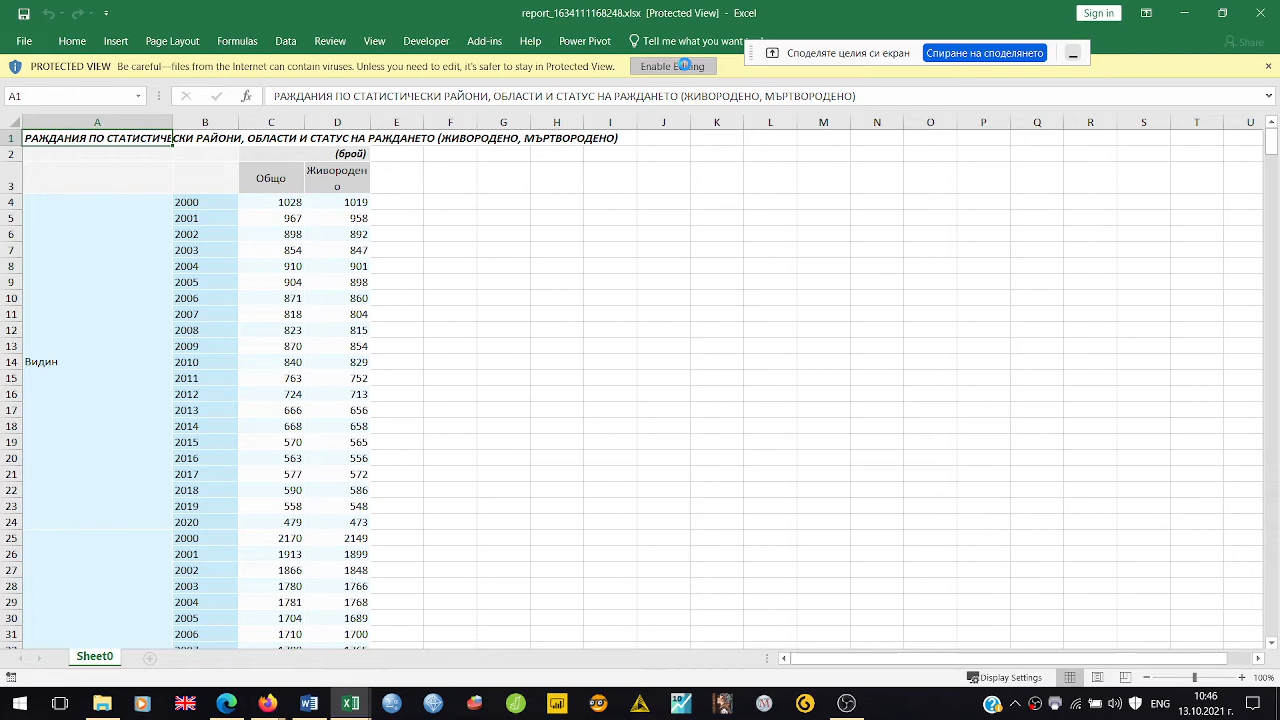 report_1634111168248.xlsx [Protected View] - Excel
Sign in
File Home Insert Page Layout Formulas Data Review View Developer Add-ins Help Power Pivot Tell me what you want
Share
Споделяте целия си екран Спиране на споделянето
PROTECTED VIEW Be careful—files from the
Unless you need to edit, it's safer to stay in Protected View.
Enable Editing
A1
РАЖДАНИЯ ПО СТАТИСТИЧЕСКИ РАЙОНИ, ОБЛАСТИ И СТАТУС НА РАЖДАНЕТО (ЖИВОРОДЕНО, МЪРТВОРОДЕНО)
A B C D E F G H I J K L M N O P Q R S T U
1 РАЖДАНИЯ ПО СТАТИСТИЧЕСКИ РАЙОНИ, ОБЛАСТИ И СТАТУС НА РАЖДАНЕТО (ЖИВОРОДЕНО, МЪРТВОРОДЕНО)
2 (брой)
3 Общо Живороден
о
4 2000 1028 1019
5 2001 967 958
6 2002 898 892
7 2003 854 847
8 2004 910 901
9 2005 904 898
10 2006 871 860
11 2007 818 804
12 2008 823 815
13 2009 870 854
14 Видин 2010 840 829
15 2011 763 752
16 2012 724 713
17 2013 666 656
18 2014 668 658
19 2015 570 565
20 2016 563 556
21 2017 577 572
22 2018 590 586
23 2019 558 548
24 2020 479 473
25 2000 2170 2149
26 2001 1913 1899
27 2002 1866 1848
28 2003 1780 1766
29 2004 1781 1768
30 2005 1704 1689
31 2006 1710 1700
Sheet0
Display Settings
100%
ENG
10:46
13.10.2021 г.